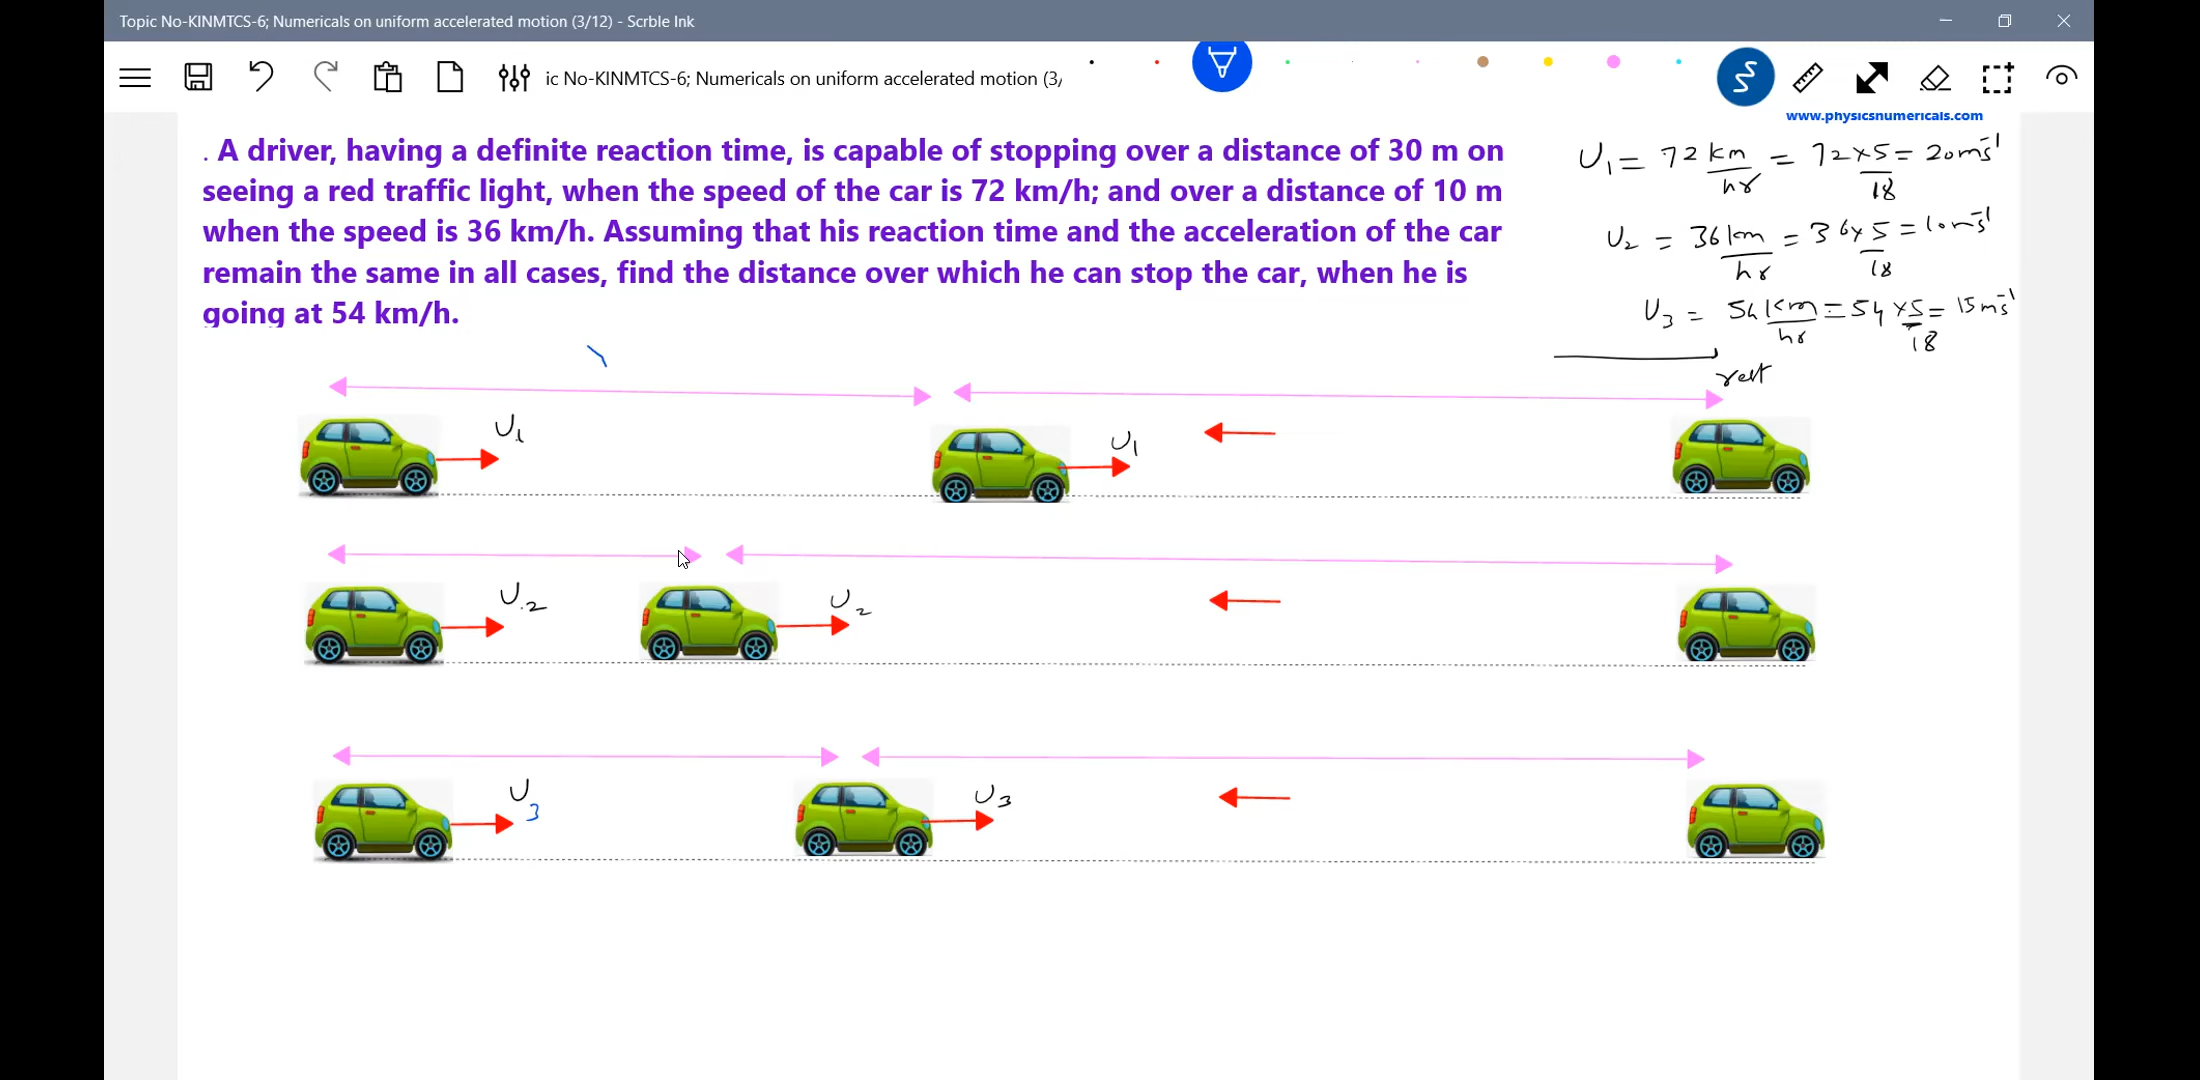 Topic No-KINMTCS-6; Numericals on uniform accelerated motion (3/12) - Scrble Ink
ic No-KINMTCS-6; Numericals on uniform accelerated motion (3/
www.physicsnumericals.com
. A driver, having a definite reaction time, is capable of stopping over a distance of 30 m on
seeing a red traffic light, when the speed of the car is 72 km/h; and over a distance of 10 m
when the speed is 36 km/h. Assuming that his reaction time and the acceleration of the car
remain the same in all cases, find the distance over which he can stop the car, when he is
going at 54 km/h.
U₁ = 72 km/hr = 72×5/18 = 20 ms⁻¹
U₂ = 36 km/hr = 36×5/18 = 10 ms⁻¹
U₃ = 54 km/hr = 54×5/18 = 15 ms⁻¹
rest
U₁ U₁
U₂ U₂
U₃ U₃